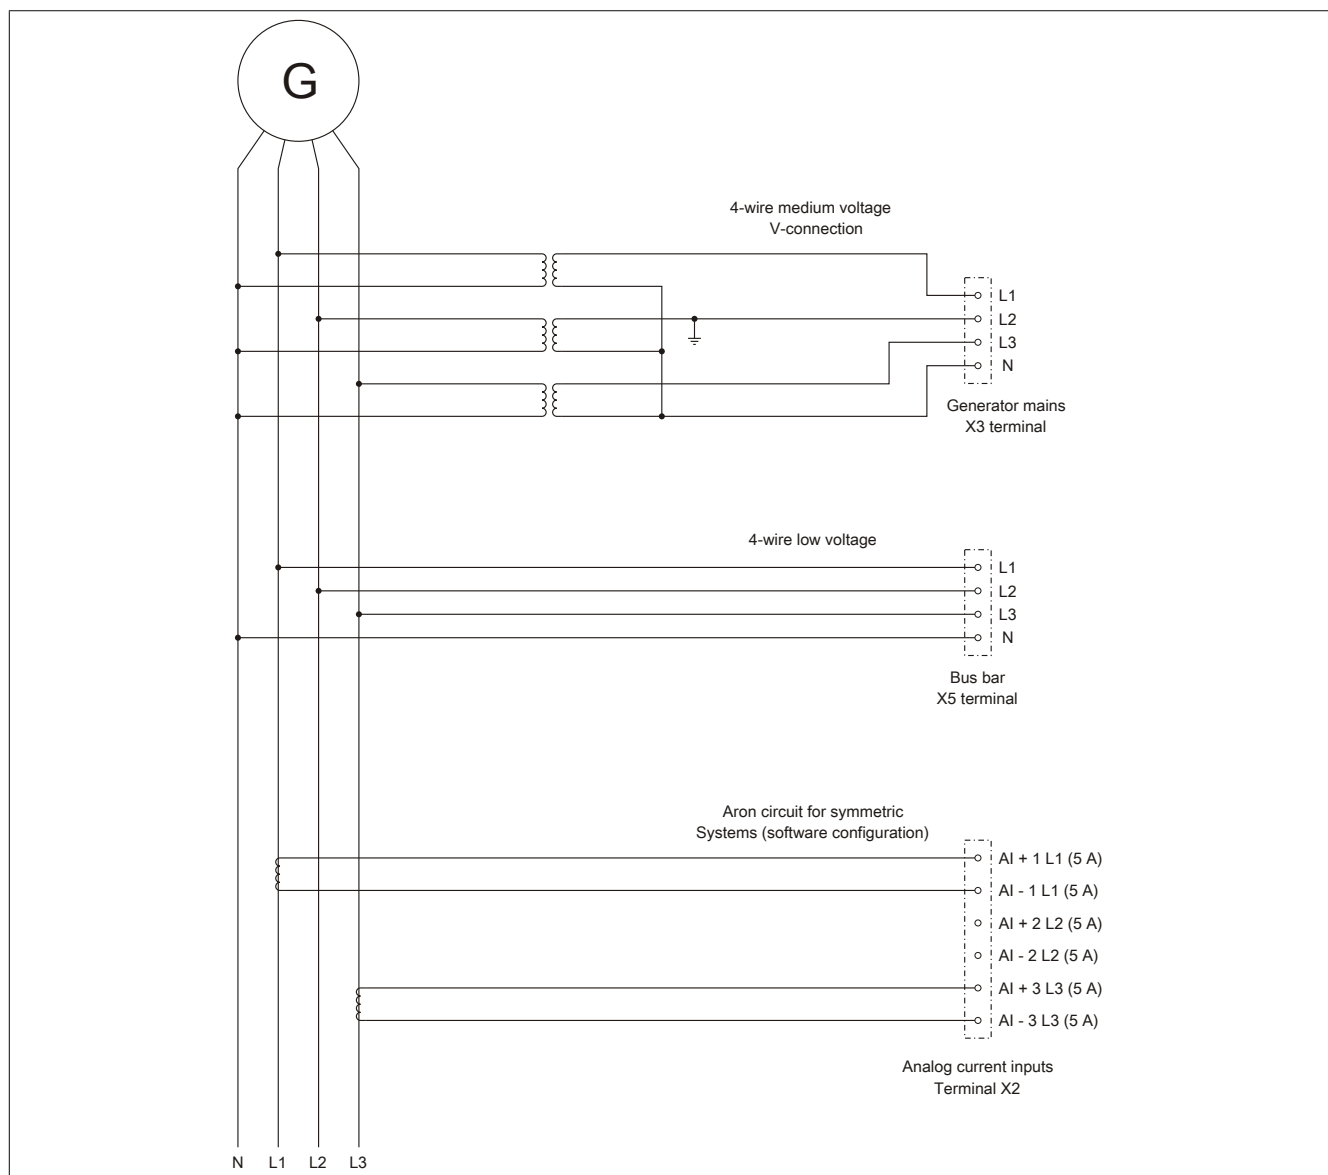 G
4-wire medium voltage
V-connection
L1
L2
L3
N
Generator mains
X3 terminal
4-wire low voltage
L1
L2
L3
N
Bus bar
X5 terminal
Aron circuit for symmetric
Systems (software configuration)
AI + 1 L1 (5 A)
AI - 1 L1 (5 A)
AI + 2 L2 (5 A)
AI - 2 L2 (5 A)
AI + 3 L3 (5 A)
AI - 3 L3 (5 A)
Analog current inputs
Terminal X2
N L1 L2 L3